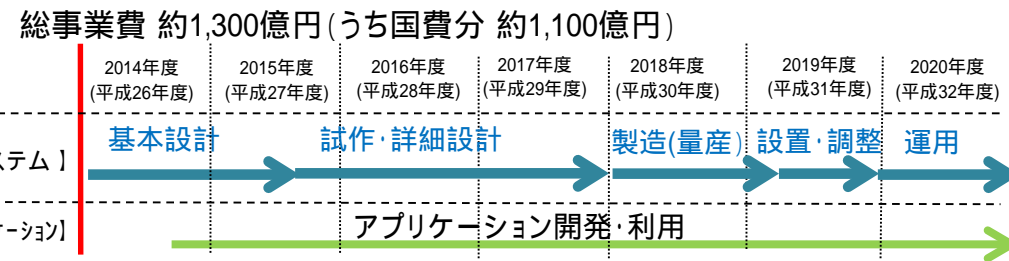 総事業費 約1,300億円(うち国費分 約1,100億円)
2014年度 2015年度 2016年度 2017年度 2018年度 2019年度 2020年度
(平成26年度) (平成27年度) (平成28年度) (平成29年度) (平成30年度) (平成31年度) (平成32年度)
基本設計 試作・詳細設計 製造(量産) 設置・調整 運用
ステム】
ーション】 アプリケーション開発・利用